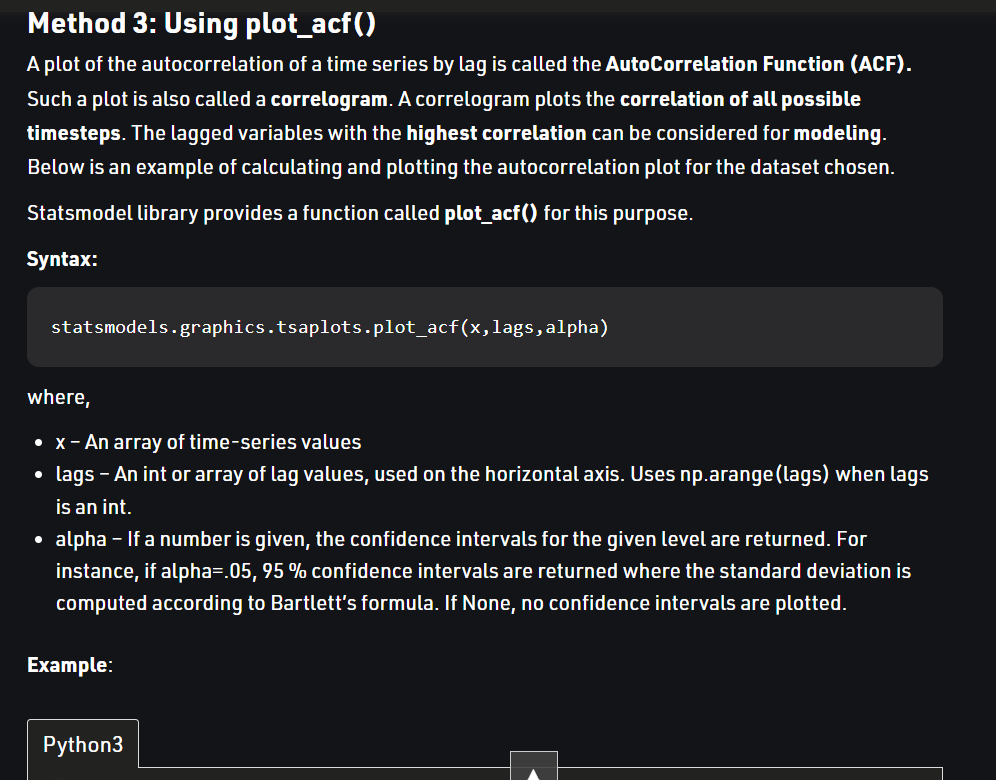 Method 3: Using plot_acf()
A plot of the autocorrelation of a time series by lag is called the AutoCorrelation Function (ACF).
Such a plot is also called a correlogram. A correlogram plots the correlation of all possible
timesteps. The lagged variables with the highest correlation can be considered for modeling.
Below is an example of calculating and plotting the autocorrelation plot for the dataset chosen.
Statsmodel library provides a function called plot_acf() for this purpose.
Syntax:
statsmodels.graphics.tsaplots.plot_acf(x,lags,alpha)
where,
• x – An array of time-series values
• lags – An int or array of lag values, used on the horizontal axis. Uses np.arange(lags) when lags
is an int.
• alpha – If a number is given, the confidence intervals for the given level are returned. For
instance, if alpha=.05, 95 % confidence intervals are returned where the standard deviation is
computed according to Bartlett’s formula. If None, no confidence intervals are plotted.
Example:
Python3